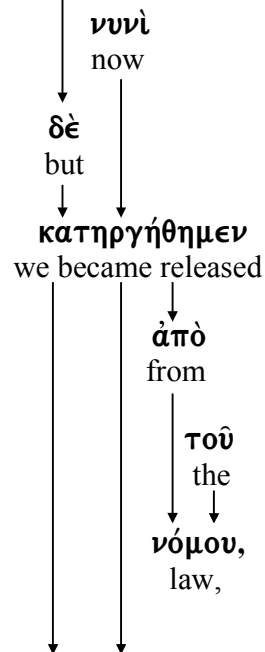 νυνὶ
now
δὲ
but
κατηργήθημεν
we became released
ἀπὸ
from
τοῦ
the
νόμου,
law,